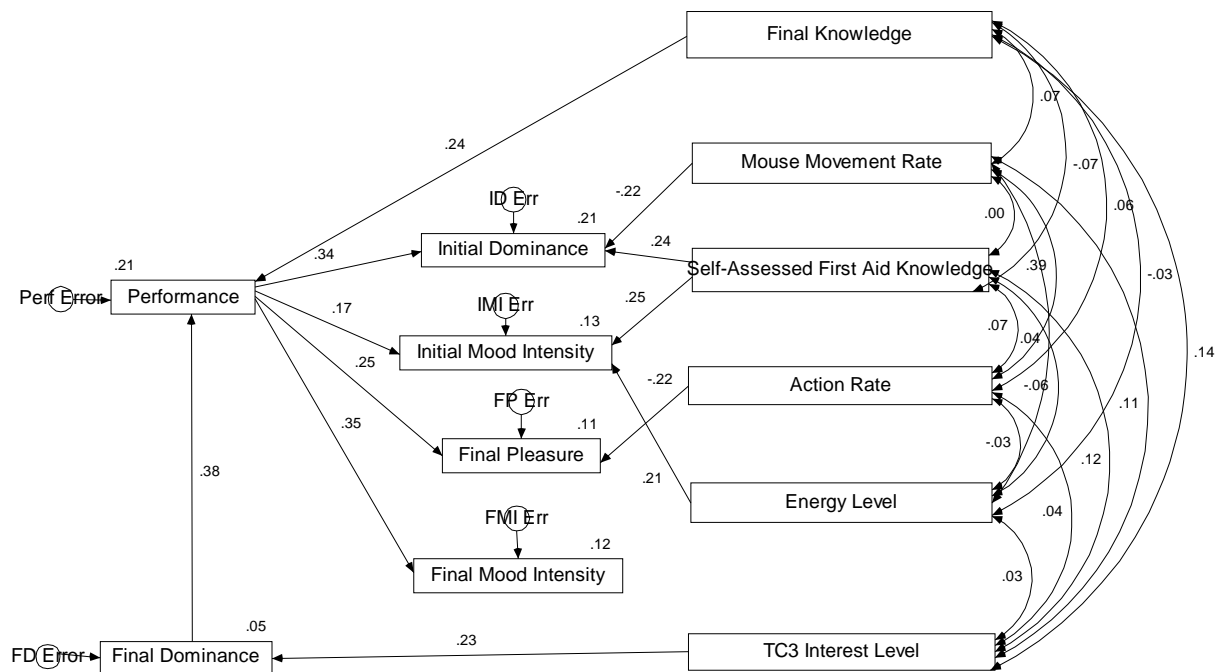 Final Knowledge
.07
.24
Mouse Movement Rate
-.07
ID Err
-.22
.21
.00
.06
Initial Dominance
.24
.34
.21
Self-Assessed First Aid Knowledge
.39
-.03
Perf Error
Performance
.17
IMI Err
.25
.13
.07
.04
.14
Initial Mood Intensity
.25
-.22
Action Rate
-.06
.11
FP Err
.11
.35
Final Pleasure
-.03
.12
.38
.21
Energy Level
.04
FMI Err
.12
Final Mood Intensity
.03
.05
.23
FD Error
Final Dominance
TC3 Interest Level